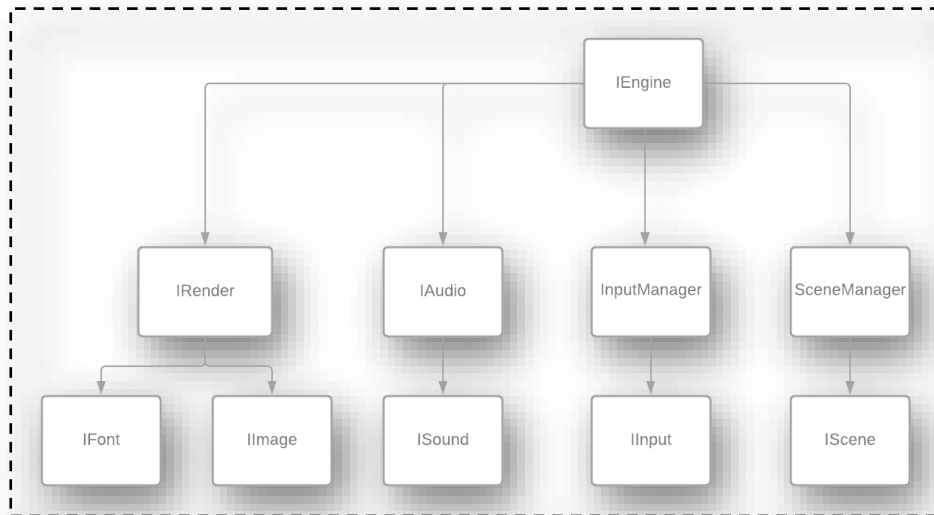 IEngine
IRender
IAudio
InputManager
SceneManager
IFont
IImage
ISound
IInput
IScene